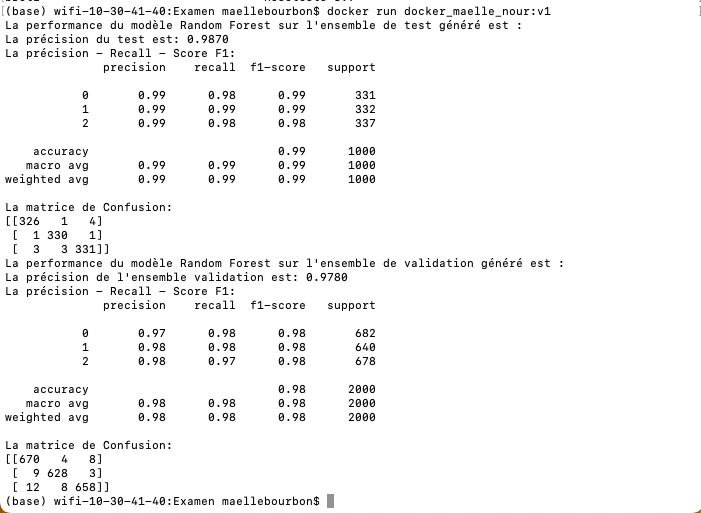 (base) wifi-10-30-41-40:Examen maellebourbon$ docker run docker_maelle_nour:v1
La performance du modèle Random Forest sur l'ensemble de test généré est :
La précision du test est: 0.9870
La précision - Recall - Score F1:
              precision    recall  f1-score   support

           0       0.99      0.98      0.99       331
           1       0.99      0.99      0.99       332
           2       0.99      0.98      0.98       337

    accuracy                           0.99      1000
   macro avg       0.99      0.99      0.99      1000
weighted avg       0.99      0.99      0.99      1000

La matrice de Confusion:
[[326   1   4]
 [  1 330   1]
 [  3   3 331]]
La performance du modèle Random Forest sur l'ensemble de validation généré est :
La précision de l'ensemble validation est: 0.9780
La précision - Recall - Score F1:
              precision    recall  f1-score   support

           0       0.97      0.98      0.98       682
           1       0.98      0.98      0.98       640
           2       0.98      0.97      0.98       678

    accuracy                           0.98      2000
   macro avg       0.98      0.98      0.98      2000
weighted avg       0.98      0.98      0.98      2000

La matrice de Confusion:
[[670   4   8]
 [  9 628   3]
 [ 12   8 658]]
(base) wifi-10-30-41-40:Examen maellebourbon$